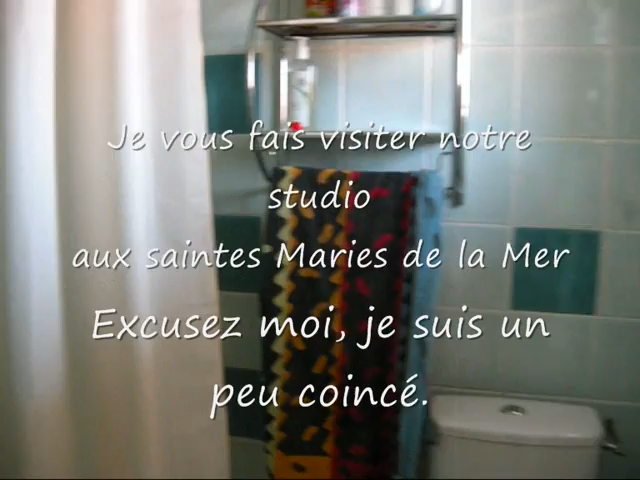 Je vous fais visiter notre
studio
aux saintes Maries de la Mer
Excusez moi, je suis un
peu coincé.